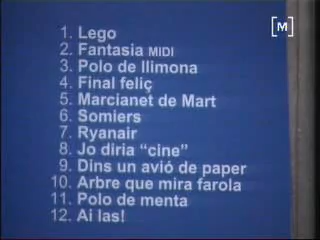 [M]
1. Lego
2. Fantasia MIDI
3. Polo de llimona
4. Final feliç
5. Marcianet de Mart
6. Somiers
7. Ryanair
8. Jo diria “cine”
9. Dins un avió de paper
10. Arbre que mira farola
11. Polo de menta
12. Ai las!